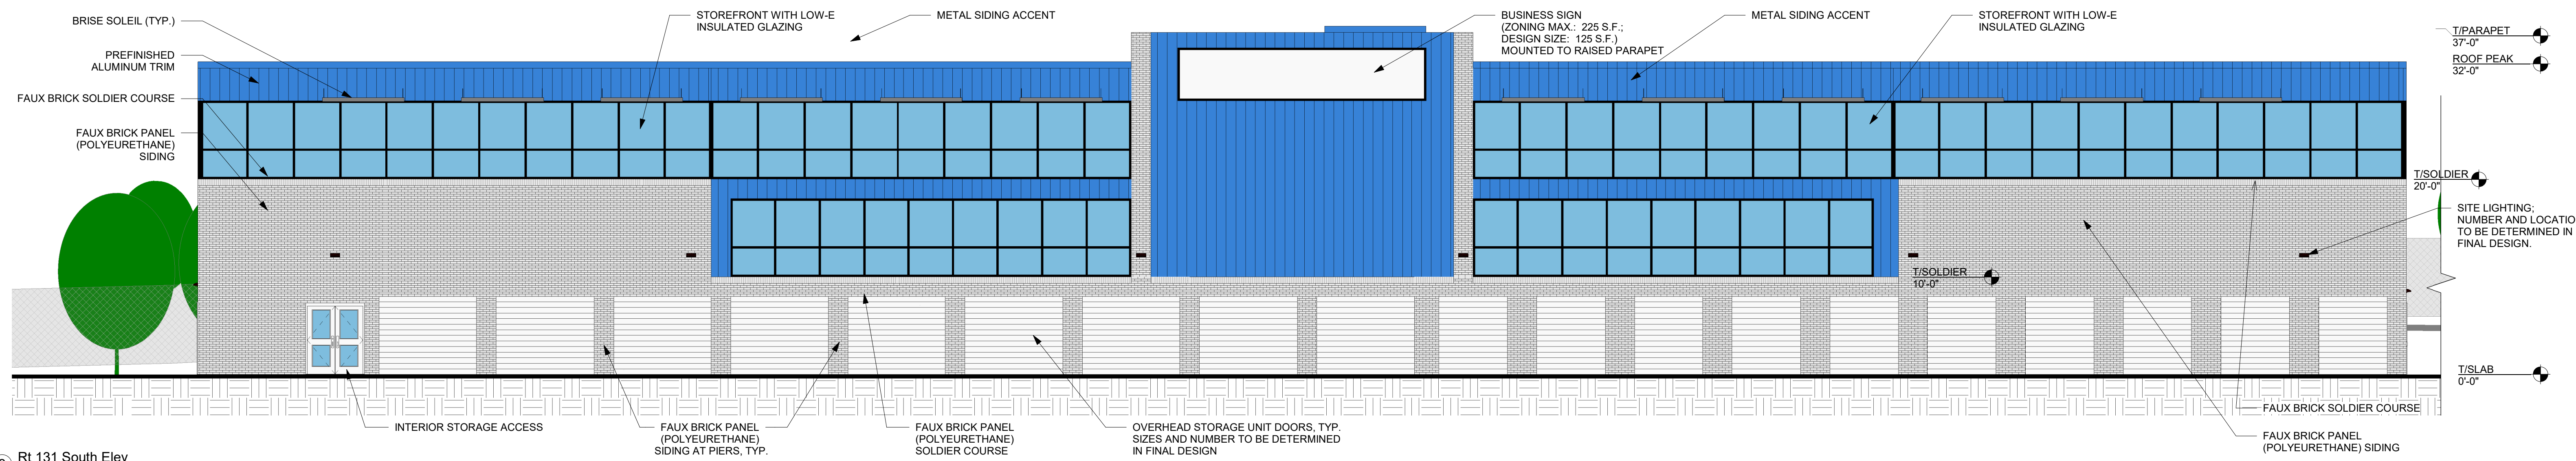 BRISE SOLEIL (TYP.)
PREFINISHED
ALUMINUM TRIM
FAUX BRICK SOLDIER COURSE
FAUX BRICK PANEL
(POLYEURETHANE)
SIDING
STOREFRONT WITH LOW-E
INSULATED GLAZING
METAL SIDING ACCENT
BUSINESS SIGN
(ZONING MAX.: 225 S.F.;
DESIGN SIZE: 125 S.F.)
MOUNTED TO RAISED PARAPET
METAL SIDING ACCENT
STOREFRONT WITH LOW-E
INSULATED GLAZING
T/PARAPET
37'-0"
ROOF PEAK
32'-0"
T/SOLDIER
20'-0"
SITE LIGHTING;
NUMBER AND LOCATIO
TO BE DETERMINED IN
FINAL DESIGN.
T/SOLDIER
10'-0"
T/SLAB
0'-0"
INTERIOR STORAGE ACCESS
FAUX BRICK PANEL
(POLYEURETHANE)
SIDING AT PIERS, TYP.
FAUX BRICK PANEL
(POLYEURETHANE)
SOLDIER COURSE
OVERHEAD STORAGE UNIT DOORS, TYP.
SIZES AND NUMBER TO BE DETERMINED
IN FINAL DESIGN
FAUX BRICK SOLDIER COURSE
FAUX BRICK PANEL
(POLYEURETHANE) SIDING
Rt 131 South Elev